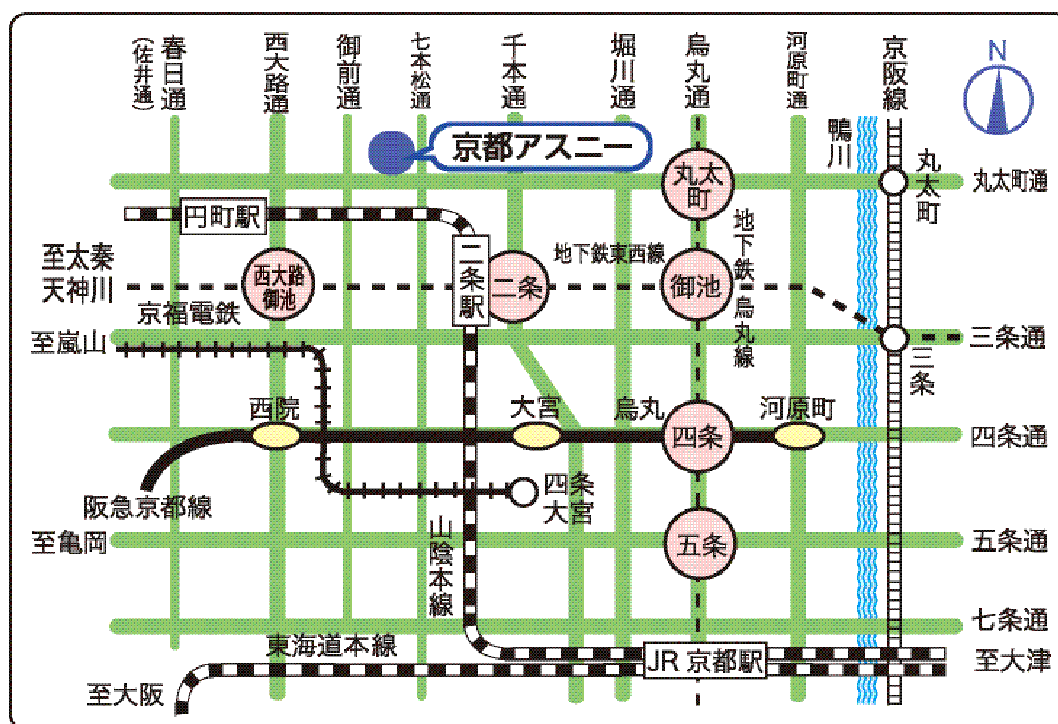 春日通
（佐井通）
西大路通
御前通
七本松通
千本通
堀川通
烏丸通
河原町通
京阪線
N
京都アスニー
鴨川
丸太町
丸太町
丸太町通
円町駅
二条駅
至太秦
天神川
西大路
御池
二条
地下鉄東西線
御池
地下鉄
烏丸線
京福電鉄
至嵐山
三条
三条通
西院
大宮
烏丸
四条
河原町
四条通
阪急京都線
四条
大宮
至亀岡
山陰本線
五条
五条通
七条通
東海道本線
JR 京都駅
至大阪
至大津